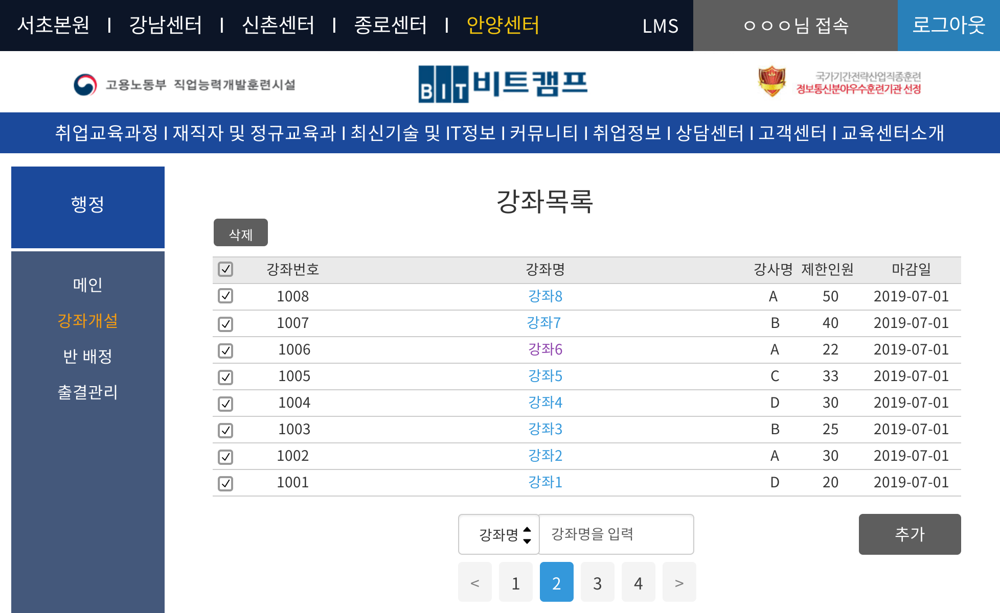 서초본원 I 강남센터 I 신촌센터 I 종로센터 I 안양센터 LMS ㅇㅇㅇ님 접속 로그아웃
고용노동부 직업능력개발훈련시설
BIT 비트캠프
국가기간전략산업직종훈련
정보통신분야우수훈련기관 선정
취업교육과정 I 재직자 및 정규교육과 I 최신기술 및 IT정보 I 커뮤니티 I 취업정보 I 상담센터 I 고객센터 I 교육센터소개
행정
메인
강좌개설
반 배정
출결관리
강좌목록
삭제
강좌번호 강좌명 강사명 제한인원 마감일
1008 강좌8 A 50 2019-07-01
1007 강좌7 B 40 2019-07-01
1006 강좌6 A 22 2019-07-01
1005 강좌5 C 33 2019-07-01
1004 강좌4 D 30 2019-07-01
1003 강좌3 B 25 2019-07-01
1002 강좌2 A 30 2019-07-01
1001 강좌1 D 20 2019-07-01
강좌명 강좌명을 입력 추가
< 1 2 3 4 >